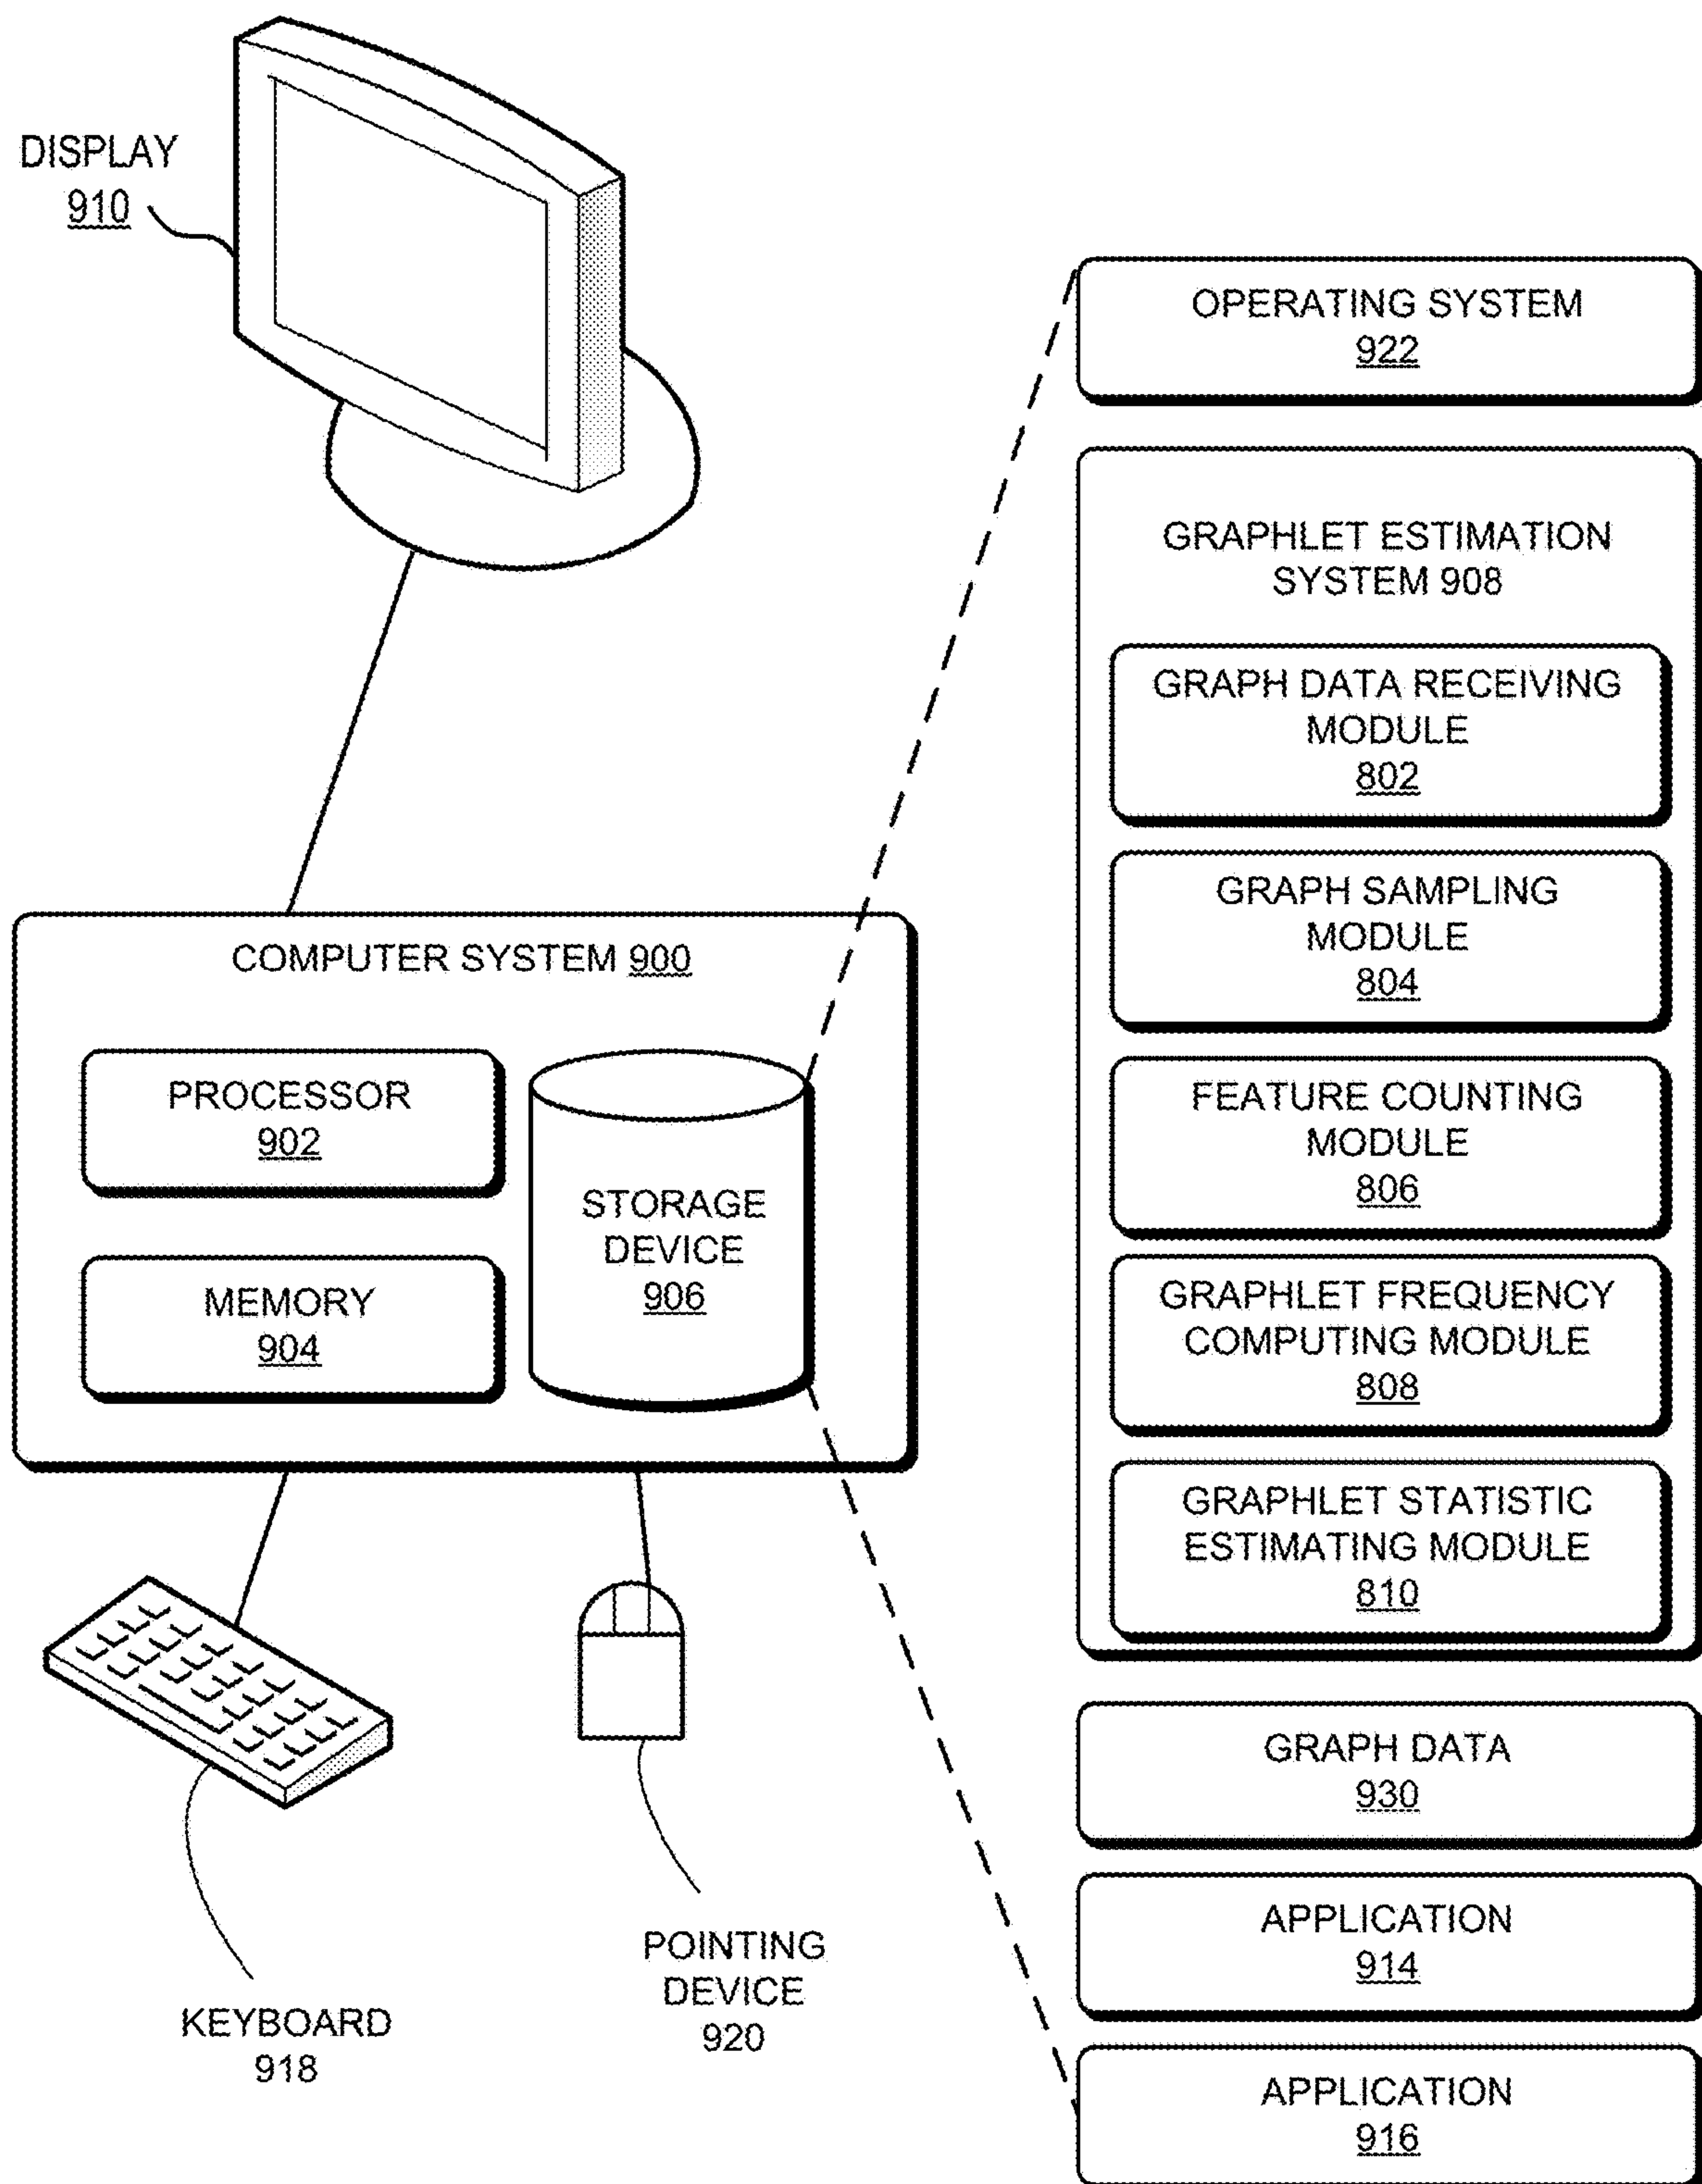 DISPLAY
910
COMPUTER SYSTEM 900
PROCESSOR
902
MEMORY
904
STORAGE
DEVICE
906
KEYBOARD
918
POINTING
DEVICE
920
OPERATING SYSTEM
922
GRAPHLET ESTIMATION
SYSTEM 908
GRAPH DATA RECEIVING
MODULE
802
GRAPH SAMPLING
MODULE
804
FEATURE COUNTING
MODULE
806
GRAPHLET FREQUENCY
COMPUTING MODULE
808
GRAPHLET STATISTIC
ESTIMATING MODULE
810
GRAPH DATA
930
APPLICATION
914
APPLICATION
916